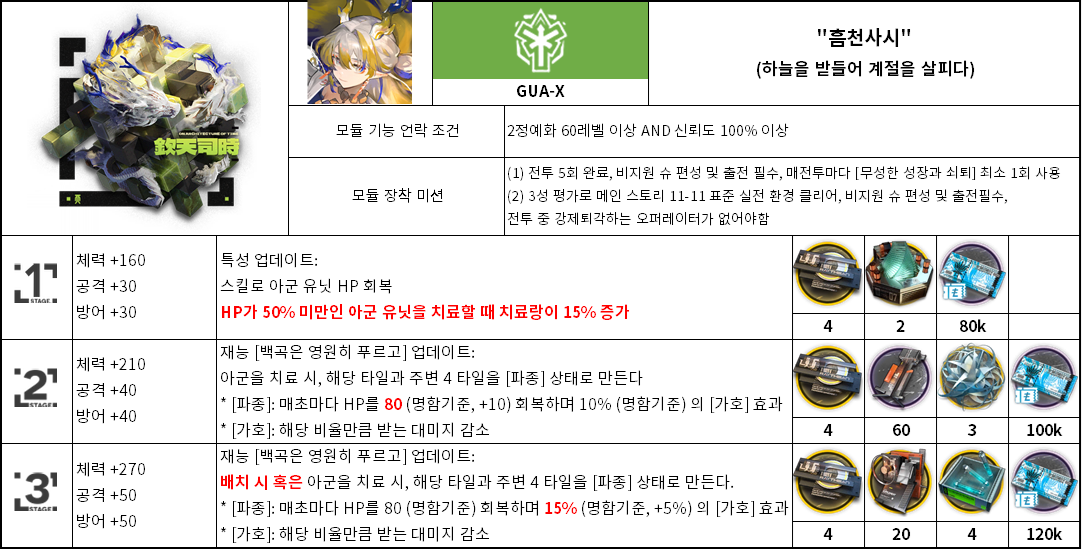 AN ARCHITECTURE OF TIME
欽天司時
GUA-X
"흠천사시"
(하늘을 받들어 계절을 살피다)
모듈 기능 언락 조건
2정예화 60레벨 이상 AND 신뢰도 100% 이상
모듈 장착 미션
(1) 전투 5회 완료, 비지원 슈 편성 및 출전 필수, 매전투마다 [무성한 성장과 쇠퇴] 최소 1회 사용
(2) 3성 평가로 메인 스토리 11-11 표준 실전 환경 클리어, 비지원 슈 편성 및 출전필수,
전투 중 강제퇴각하는 오퍼레이터가 없어야함
1
STAGE.
체력 +160
공격 +30
방어 +30
특성 업데이트:
스킬로 아군 유닛 HP 회복
HP가 50% 미만인 아군 유닛을 치료할 때 치료량이 15% 증가
4
2
80k
2
STAGE.
체력 +210
공격 +40
방어 +40
재능 [백곡은 영원히 푸르고] 업데이트:
아군을 치료 시, 해당 타일과 주변 4 타일을 [파종] 상태로 만든다
* [파종]: 매초마다 HP를 80 (명함기준, +10) 회복하며 10% (명함기준) 의 [가호] 효과
* [가호]: 해당 비율만큼 받는 대미지 감소
4
60
3
100k
3
STAGE.
체력 +270
공격 +50
방어 +50
재능 [백곡은 영원히 푸르고] 업데이트:
배치 시 혹은 아군을 치료 시, 해당 타일과 주변 4 타일을 [파종] 상태로 만든다.
* [파종]: 매초마다 HP를 80 (명함기준) 회복하며 15% (명함기준, +5%) 의 [가호] 효과
* [가호]: 해당 비율만큼 받는 대미지 감소
4
20
4
120k